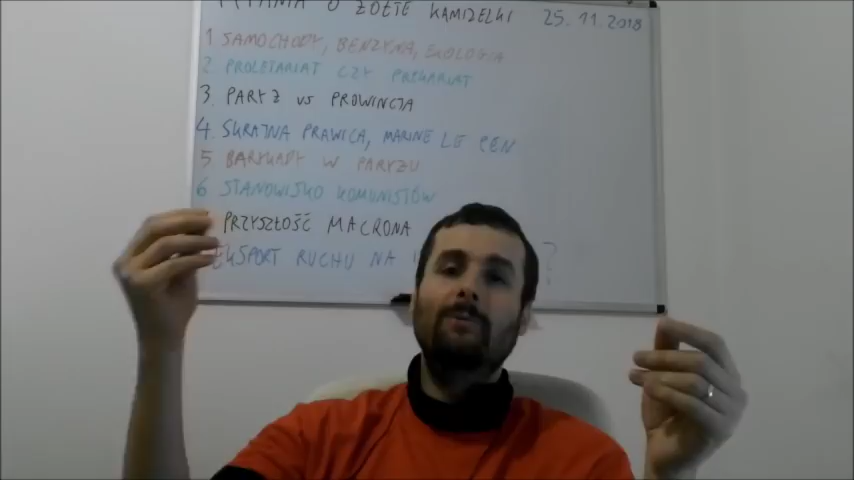 PYTANIA O ŻÓŁTE KAMIZELKI 25.11.2018
1 SAMOCHODY, BENZYNA, EKOLOGIA
2 PROLETARIAT CZY PREKARIAT
3. PARYŻ vs PROWINCJA
4. SKRAJNA PRAWICA, MARINE LE PEN
5 BARYKADY W PARYŻU
6 STANOWISKO KOMUNISTÓW
PRZYSZŁOŚĆ MACRONA
EKSPORT RUCHU NA ?